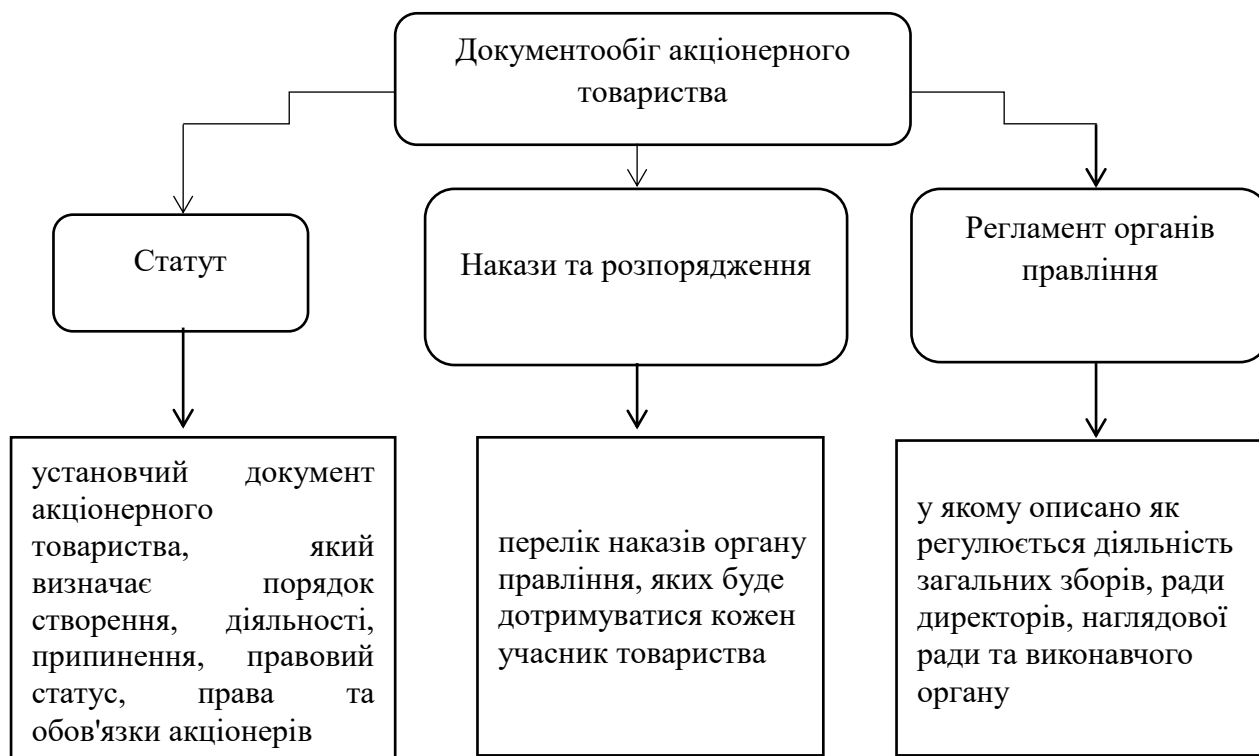 Документообіг акціонерного
товариства
Статут
Накази та розпорядження
Регламент органів
правління
установчий документ
акціонерного
товариства, який
визначає порядок
створення, діяльності,
припинення, правовий
статус, права та
обов'язки акціонерів
перелік наказів органу
правління, яких буде
дотримуватися кожен
учасник товариства
у якому описано як
регулюється діяльність
загальних зборів, ради
директорів, наглядової
ради та виконавчого
органу